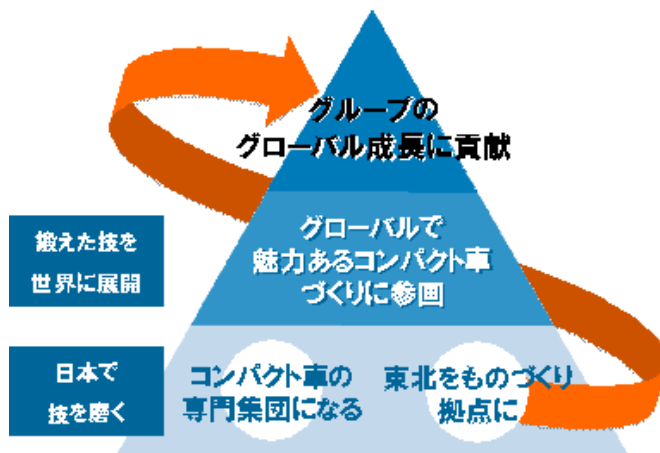 グループの
グローバル成長に貢献
鍛えた技を
世界に展開
グローバルで
魅力あるコンパクト車
づくりに参画
日本で
技を磨く
コンパクト車の
専門集団になる
東北をものづくり
拠点に